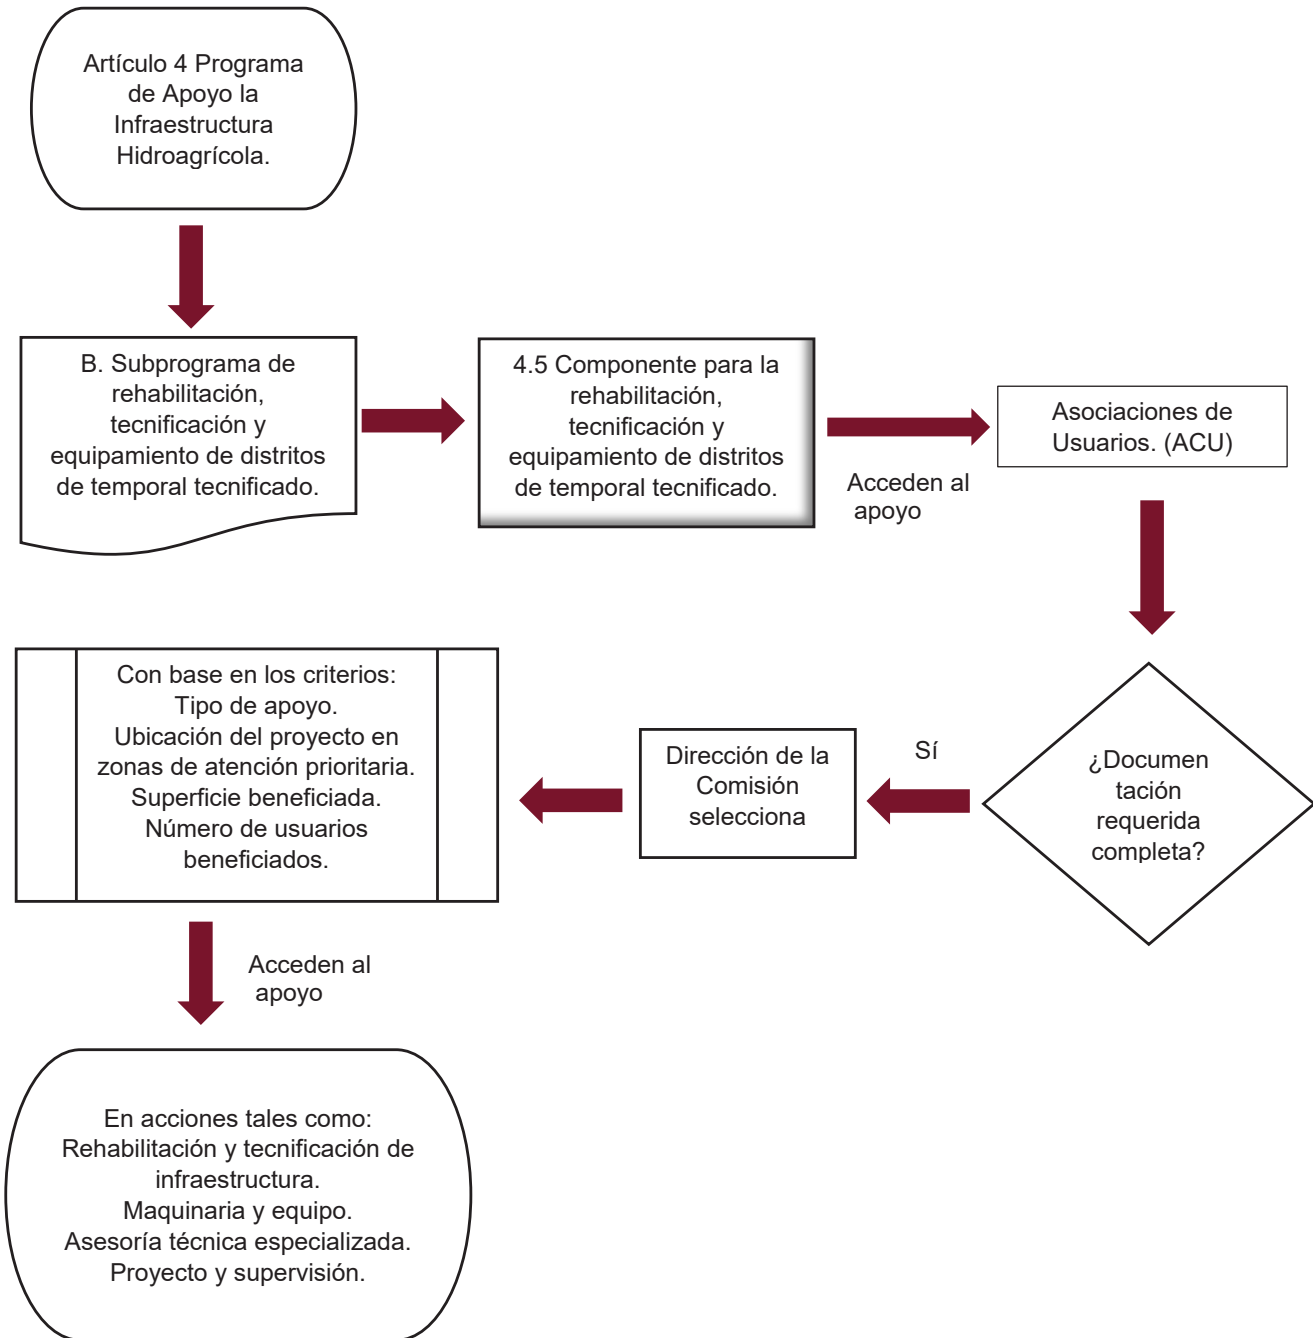 Artículo 4 Programa
de Apoyo la
Infraestructura
Hidroagrícola.
B. Subprograma de
rehabilitación,
tecnificación y
equipamiento de distritos
de temporal tecnificado.
4.5 Componente para la
rehabilitación,
tecnificación y
equipamiento de distritos
de temporal tecnificado.
Acceden al
apoyo
Asociaciones de
Usuarios. (ACU)
¿Documen
tación
requerida
completa?
Sí
Dirección de la
Comisión
selecciona
Con base en los criterios:
Tipo de apoyo.
Ubicación del proyecto en
zonas de atención prioritaria.
Superficie beneficiada.
Número de usuarios
beneficiados.
Acceden al
apoyo
En acciones tales como:
Rehabilitación y tecnificación de
infraestructura.
Maquinaria y equipo.
Asesoría técnica especializada.
Proyecto y supervisión.